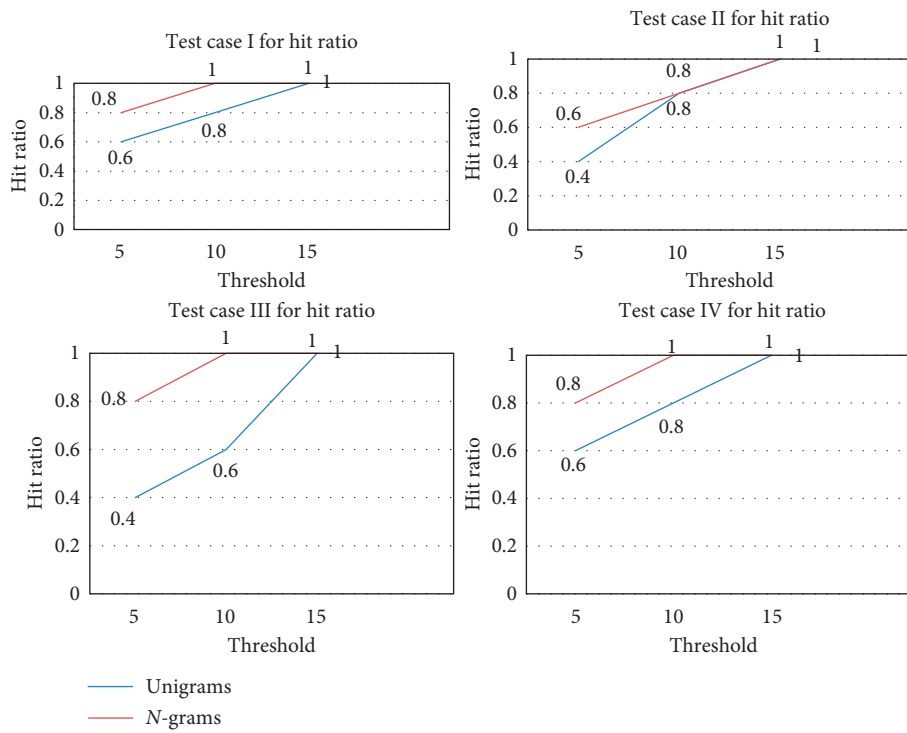 Test case I for hit ratio
1 1
1
1
0.8
0.8
0.8
0.6
0.6
0.4
0.2
0
Hit ratio
5 10 15
Threshold
Test case II for hit ratio
1 1
1
0.8
0.8
0.8
0.6
0.6
0.4
0.4
0.2
0
Hit ratio
5 10 15
Threshold
Test case III for hit ratio
1 1
1
1
0.8
0.8
0.6
0.6
0.4
0.4
0.2
0
Hit ratio
5 10 15
Threshold
Test case IV for hit ratio
1 1
1
1
0.8
0.8
0.8
0.6
0.6
0.4
0.2
0
Hit ratio
5 10 15
Threshold
Unigrams
N-grams